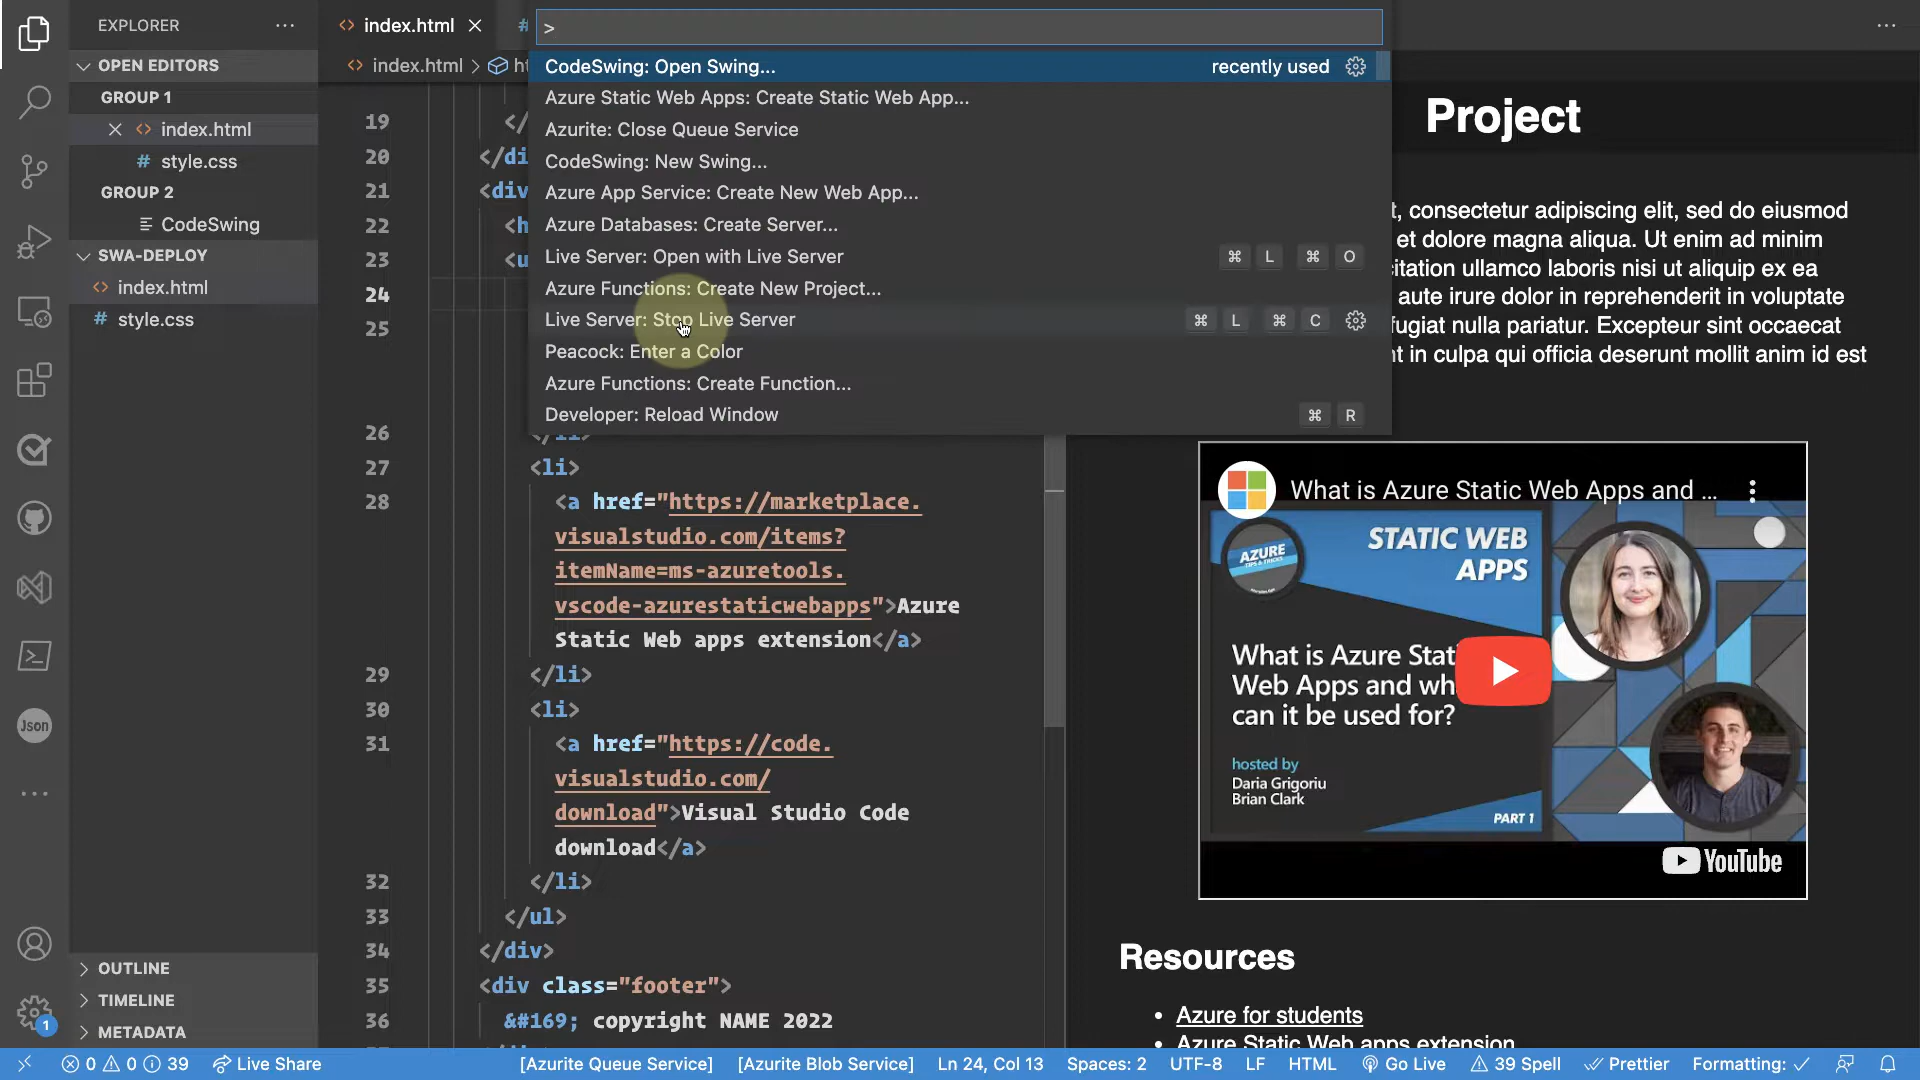 EXPLORER
OPEN EDITORS
GROUP 1
index.html
# style.css
GROUP 2
CodeSwing
SWA-DEPLOY
index.html
# style.css
OUTLINE
TIMELINE
METADATA
index.html
#
index.html
>
CodeSwing: Open Swing... recently used
Azure Static Web Apps: Create Static Web App...
Azurite: Close Queue Service
CodeSwing: New Swing...
Azure App Service: Create New Web App...
Azure Databases: Create Server...
Live Server: Open with Live Server ⌘ L ⌘ O
Azure Functions: Create New Project...
Live Server: Stop Live Server ⌘ L ⌘ C
Peacock: Enter a Color
Azure Functions: Create Function...
Developer: Reload Window ⌘ R
19 </
20 </di
21 <div
22 <h
23 <u
24
25
26 </li>
27 <li>
28 <a href="https://marketplace.
visualstudio.com/items?
itemName=ms-azuretools.
vscode-azurestaticwebapps">Azure
Static Web apps extension</a>
29 </li>
30 <li>
31 <a href="https://code.
visualstudio.com/
download">Visual Studio Code
download</a>
32 </li>
33 </ul>
34 </div>
35 <div class="footer">
36 &#169; copyright NAME 2022
Project
t, consectetur adipiscing elit, sed do eiusmod
et dolore magna aliqua. Ut enim ad minim
itation ullamco laboris nisi ut aliquip ex ea
aute irure dolor in reprehenderit in voluptate
fugiat nulla pariatur. Excepteur sint occaecat
nt in culpa qui officia deserunt mollit anim id est
What is Azure Static Web Apps and ...
AZURE
TIPS & TRICKS
STATIC WEB
APPS
What is Azure Stat
Web Apps and wh
can it be used for?
hosted by
Daria Grigoriu
Brian Clark
PART 1
YouTube
Resources
• Azure for students
• Azure Static Web apps extension
Json
1
0 0 39 Live Share [Azurite Queue Service] [Azurite Blob Service] Ln 24, Col 13 Spaces: 2 UTF-8 LF HTML Go Live 39 Spell Prettier Formatting: ✓